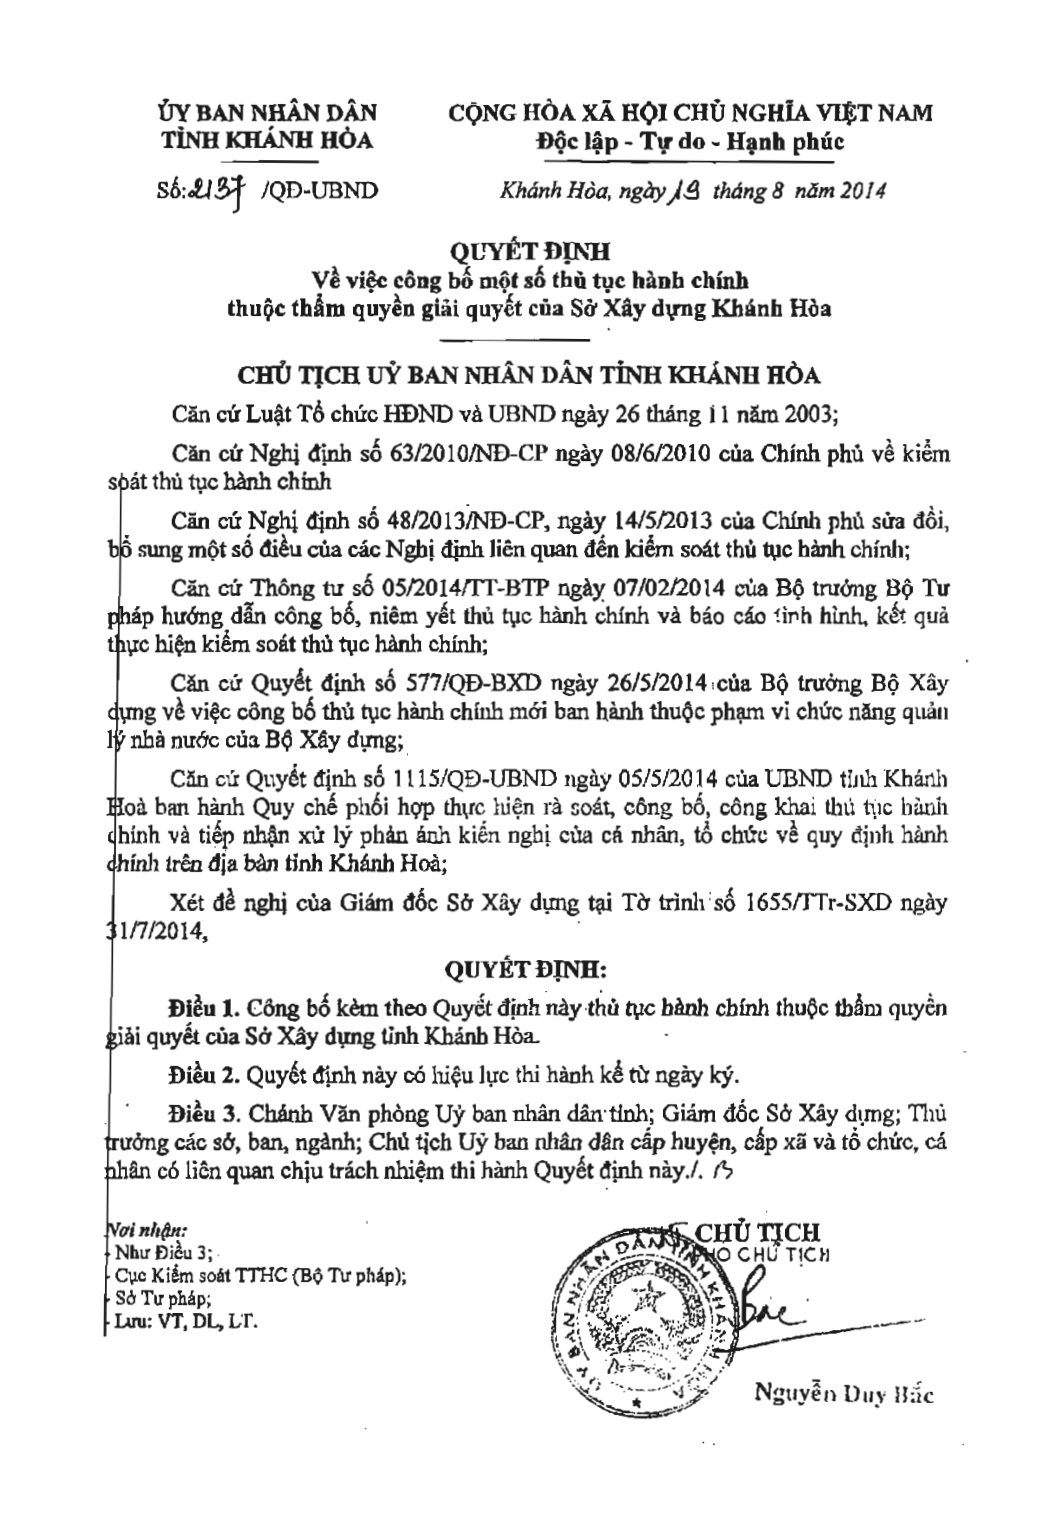 ỦY BAN NHÂN DÂN
TỈNH KHÁNH HÒA
CỘNG HÒA XÃ HỘI CHỦ NGHĨA VIỆT NAM
Độc lập - Tự do - Hạnh phúc
Số: 2137 /QĐ-UBND
Khánh Hòa, ngày 19 tháng 8 năm 2014
QUYẾT ĐỊNH
Về việc công bố một số thủ tục hành chính
thuộc thẩm quyền giải quyết của Sở Xây dựng Khánh Hòa
CHỦ TỊCH UỶ BAN NHÂN DÂN TỈNH KHÁNH HÒA
Căn cứ Luật Tổ chức HĐND và UBND ngày 26 tháng 11 năm 2003;
Căn cứ Nghị định số 63/2010/NĐ-CP ngày 08/6/2010 của Chính phủ về kiểm
soát thủ tục hành chính
Căn cứ Nghị định số 48/2013/NĐ-CP, ngày 14/5/2013 của Chính phủ sửa đổi,
bổ sung một số điều của các Nghị định liên quan đến kiểm soát thủ tục hành chính;
Căn cứ Thông tư số 05/2014/TT-BTP ngày 07/02/2014 của Bộ trưởng Bộ Tư
pháp hướng dẫn công bố, niêm yết thủ tục hành chính và báo cáo tình hình, kết quả
thực hiện kiểm soát thủ tục hành chính;
Căn cứ Quyết định số 577/QĐ-BXD ngày 26/5/2014 của Bộ trưởng Bộ Xây
dựng về việc công bố thủ tục hành chính mới ban hành thuộc phạm vi chức năng quản
lý nhà nước của Bộ Xây dựng;
Căn cứ Quyết định số 1115/QĐ-UBND ngày 05/5/2014 của UBND tỉnh Khánh
Hoà ban hành Quy chế phối hợp thực hiện rà soát, công bố, công khai thủ tục hành
chính và tiếp nhận xử lý phản ánh kiến nghị của cá nhân, tổ chức về quy định hành
chính trên địa bàn tỉnh Khánh Hoà;
Xét đề nghị của Giám đốc Sở Xây dựng tại Tờ trình số 1655/TTr-SXD ngày
31/7/2014,
QUYẾT ĐỊNH:
Điều 1. Công bố kèm theo Quyết định này thủ tục hành chính thuộc thẩm quyền
giải quyết của Sở Xây dựng tỉnh Khánh Hòa.
Điều 2. Quyết định này có hiệu lực thi hành kể từ ngày ký.
Điều 3. Chánh Văn phòng Uỷ ban nhân dân tỉnh; Giám đốc Sở Xây dựng; Thủ
trưởng các sở, ban, ngành; Chủ tịch Uỷ ban nhân dân cấp huyện, cấp xã và tổ chức, cá
nhân có liên quan chịu trách nhiệm thi hành Quyết định này./.
Nơi nhận:
- Như Điều 3;
- Cục Kiểm soát TTHC (Bộ Tư pháp);
- Sở Tư pháp;
- Lưu: VT, DL, LT.
CHỦ TỊCH
PHÓ CHỦ TỊCH
ỦY BAN NHÂN DÂN TỈNH KHÁNH HÒA
Bắc
Nguyễn Duy Bắc